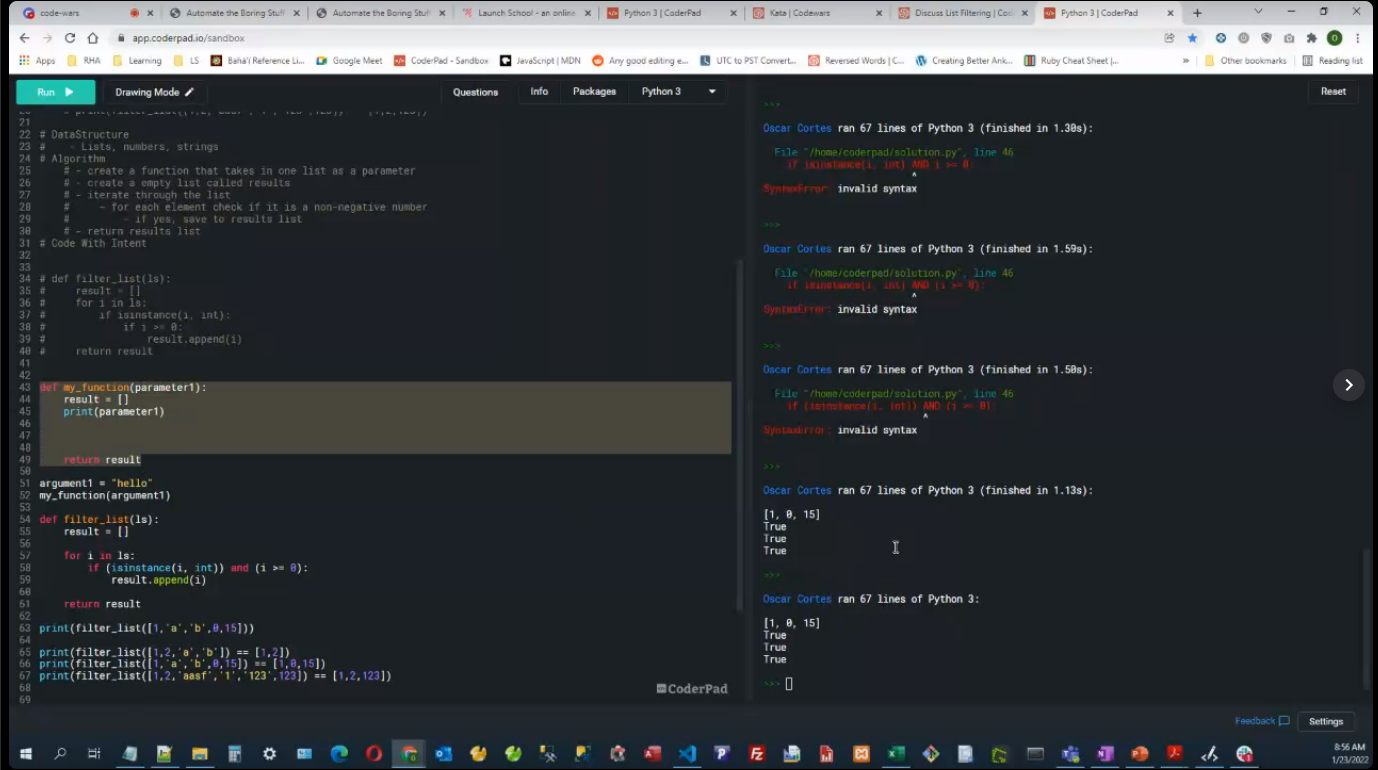 code-wars
Automate the Boring Stuff
Automate the Boring Stuff
Launch School - an online
Python 3 | CoderPad
Kata | Codewars
Discuss List Filtering | Cod
Python 3 | CoderPad
app.coderpad.io/sandbox
Apps
RHA
Learning
LS
Bahá'í Reference Li...
Google Meet
CoderPad - Sandbox
JavaScript | MDN
Any good editing e...
UTC to PST Convert...
Reversed Words | C...
Creating Better Ank...
Ruby Cheat Sheet |...
Other bookmarks
Reading list
Run
Drawing Mode
Questions
Info
Packages
Python 3
Reset
21
22 # DataStructure
23 #    - Lists, numbers, strings
24 # Algorithm
25    # - create a function that takes in one list as a parameter
26    # - create a empty list called results
27    # - iterate through the list
28    #     - for each element check if it is a non-negative number
29    #         - if yes, save to results list
30    # - return results list
31 # Code With Intent
32
33
34 # def filter_list(ls):
35 #     result = []
36 #     for i in ls:
37 #         if isinstance(i, int):
38 #             if i >= 0:
39 #                 result.append(i)
40 #     return result
41
42
43 def my_function(parameter1):
44     result = []
45     print(parameter1)
46
47
48
49     return result
50
51 argument1 = "hello"
52 my_function(argument1)
53
54 def filter_list(ls):
55     result = []
56
57     for i in ls:
58         if (isinstance(i, int)) and (i >= 0):
59             result.append(i)
60
61     return result
62
63 print(filter_list([1,'a','b',0,15]))
64
65 print(filter_list([1,2,'a','b']) == [1,2])
66 print(filter_list([1,'a','b',0,15]) == [1,0,15])
67 print(filter_list([1,2,'aasf','1','123',123]) == [1,2,123])
68
69
CoderPad
>>>
Oscar Cortes ran 67 lines of Python 3 (finished in 1.30s):
File "/home/coderpad/solution.py", line 46
if isinstance(i, int) AND i >= 0:
^
SyntaxError: invalid syntax
>>>
Oscar Cortes ran 67 lines of Python 3 (finished in 1.59s):
File "/home/coderpad/solution.py", line 46
if isinstance(i, int) AND (i >= 0):
^
SyntaxError: invalid syntax
>>>
Oscar Cortes ran 67 lines of Python 3 (finished in 1.50s):
File "/home/coderpad/solution.py", line 46
if (isinstance(i, int)) AND (i >= 0):
^
SyntaxError: invalid syntax
>>>
Oscar Cortes ran 67 lines of Python 3 (finished in 1.13s):
[1, 0, 15]
True
True
True
>>>
Oscar Cortes ran 67 lines of Python 3:
[1, 0, 15]
True
True
True
>>>
Feedback
Settings
8:56 AM
1/23/2022